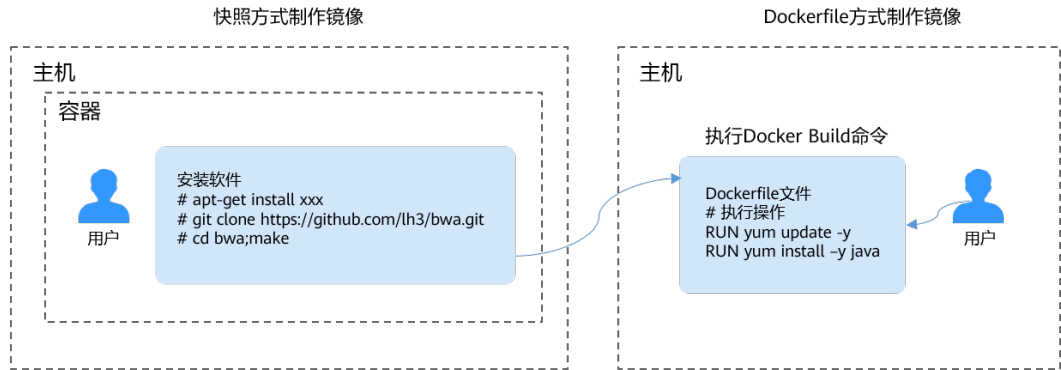 快照方式制作镜像
主机
容器
用户
安装软件
# apt-get install xxx
# git clone https://github.com/lh3/bwa.git
# cd bwa;make
Dockerfile方式制作镜像
主机
执行Docker Build命令
Dockerfile文件
# 执行操作
RUN yum update -y
RUN yum install –y java
用户